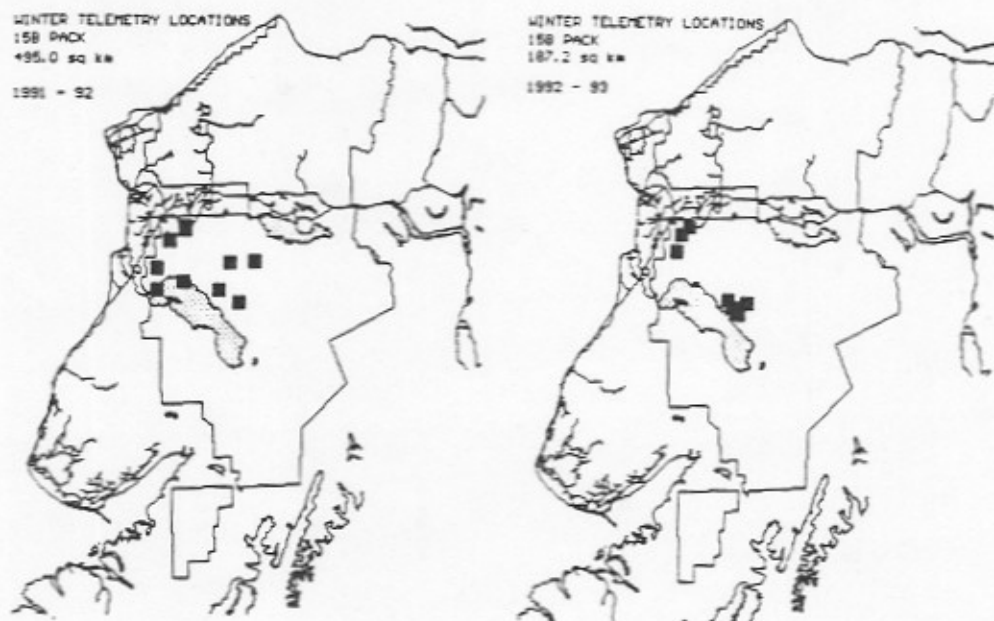 WINTER TELEMETRY LOCATIONS
158 PACK
495.0 sq km
1991 - 92
WINTER TELEMETRY LOCATIONS
158 PACK
187.2 sq km
1992 - 93